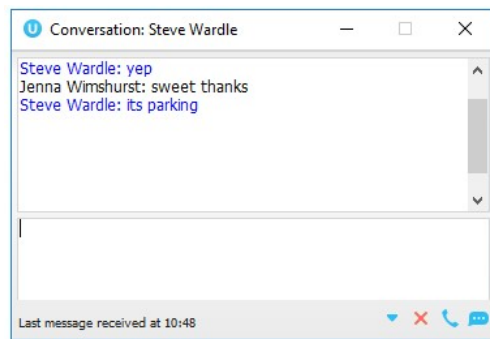 U Conversation: Steve Wardle
Steve Wardle: yep
Jenna Wimshurst: sweet thanks
Steve Wardle: its parking
Last message received at 10:48